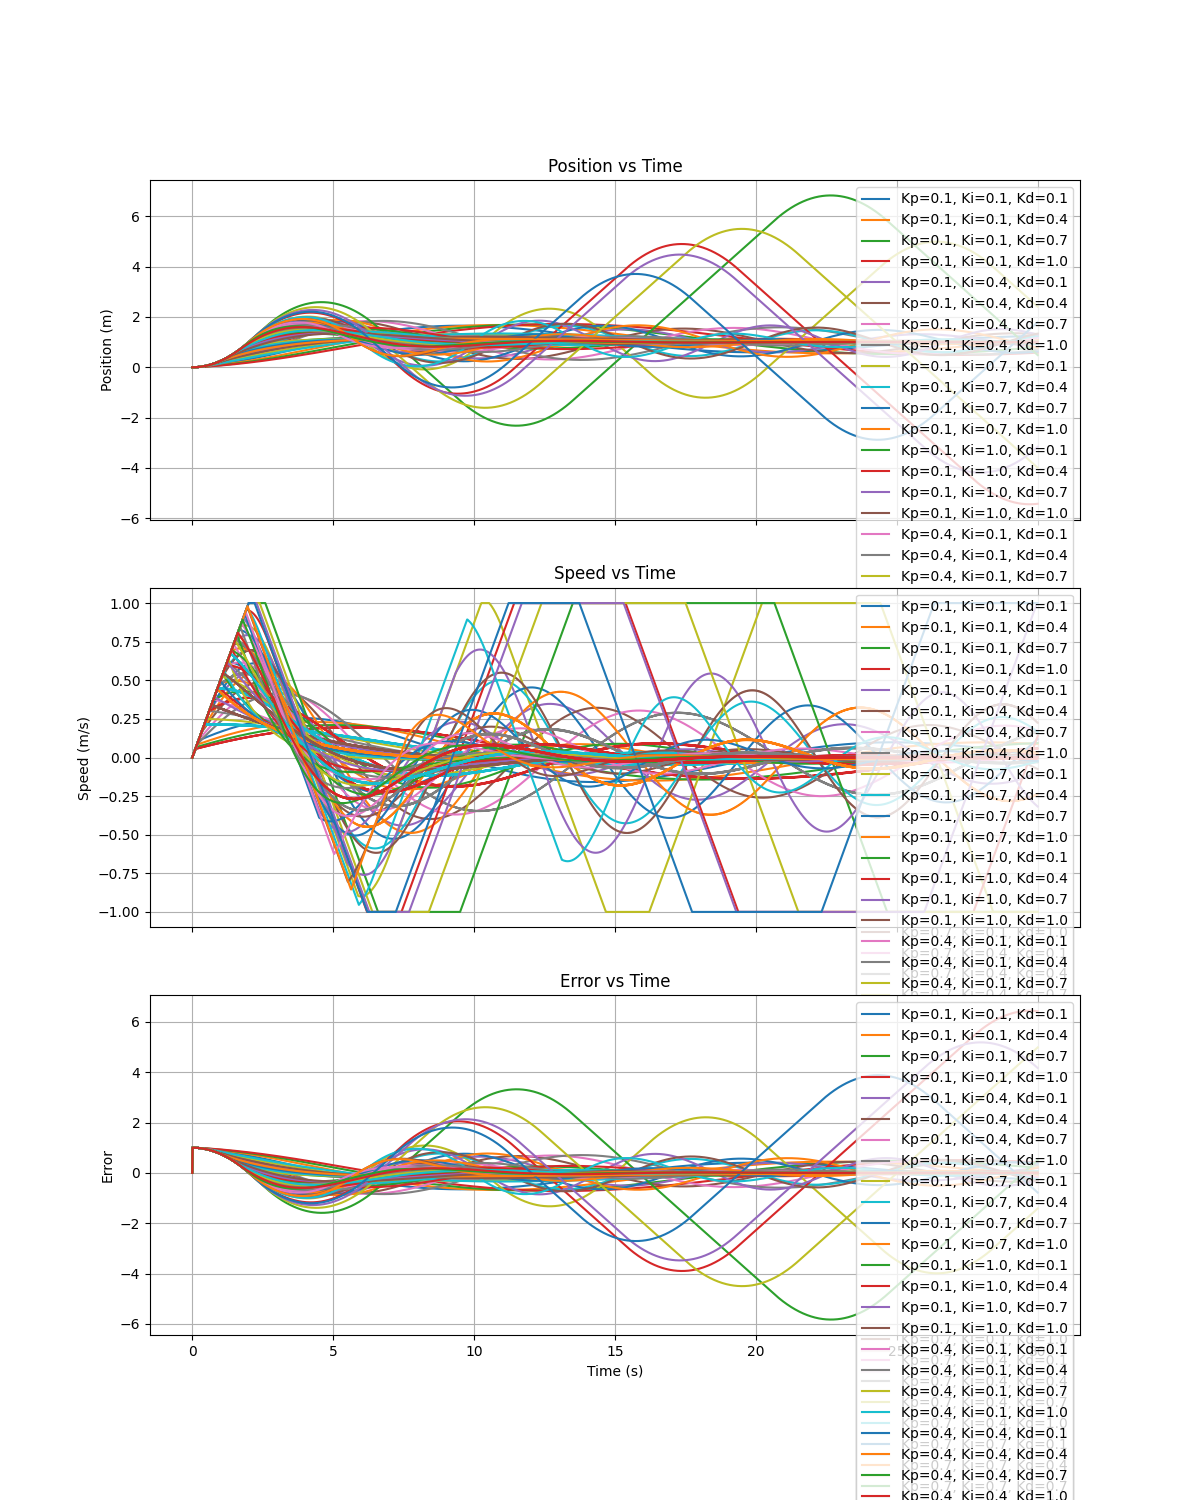 Position vs Time
Position (m)
6
4
2
0
−2
−4
−6
Kp=0.1, Ki=0.1, Kd=0.1
Kp=0.1, Ki=0.1, Kd=0.4
Kp=0.1, Ki=0.1, Kd=0.7
Kp=0.1, Ki=0.1, Kd=1.0
Kp=0.1, Ki=0.4, Kd=0.1
Kp=0.1, Ki=0.4, Kd=0.4
Kp=0.1, Ki=0.4, Kd=0.7
Kp=0.1, Ki=0.4, Kd=1.0
Kp=0.1, Ki=0.7, Kd=0.1
Kp=0.1, Ki=0.7, Kd=0.4
Kp=0.1, Ki=0.7, Kd=0.7
Kp=0.1, Ki=0.7, Kd=1.0
Kp=0.1, Ki=1.0, Kd=0.1
Kp=0.1, Ki=1.0, Kd=0.4
Kp=0.1, Ki=1.0, Kd=0.7
Kp=0.1, Ki=1.0, Kd=1.0
Kp=0.4, Ki=0.1, Kd=0.1
Kp=0.4, Ki=0.1, Kd=0.4
Kp=0.4, Ki=0.1, Kd=0.7
Speed vs Time
Speed (m/s)
1.00
0.75
0.50
0.25
0.00
−0.25
−0.50
−0.75
−1.00
Kp=0.1, Ki=0.1, Kd=0.1
Kp=0.1, Ki=0.1, Kd=0.4
Kp=0.1, Ki=0.1, Kd=0.7
Kp=0.1, Ki=0.1, Kd=1.0
Kp=0.1, Ki=0.4, Kd=0.1
Kp=0.1, Ki=0.4, Kd=0.4
Kp=0.1, Ki=0.4, Kd=0.7
Kp=0.1, Ki=0.4, Kd=1.0
Kp=0.1, Ki=0.7, Kd=0.1
Kp=0.1, Ki=0.7, Kd=0.4
Kp=0.1, Ki=0.7, Kd=0.7
Kp=0.1, Ki=0.7, Kd=1.0
Kp=0.1, Ki=1.0, Kd=0.1
Kp=0.1, Ki=1.0, Kd=0.4
Kp=0.1, Ki=1.0, Kd=0.7
Kp=0.1, Ki=1.0, Kd=1.0
Kp=0.4, Ki=0.1, Kd=0.1
Kp=0.4, Ki=0.1, Kd=0.4
Kp=0.4, Ki=0.1, Kd=0.7
Error vs Time
Error
6
4
2
0
−2
−4
−6
0
5
10
15
20
25
Time (s)
Kp=0.1, Ki=0.1, Kd=0.1
Kp=0.1, Ki=0.1, Kd=0.4
Kp=0.1, Ki=0.1, Kd=0.7
Kp=0.1, Ki=0.1, Kd=1.0
Kp=0.1, Ki=0.4, Kd=0.1
Kp=0.1, Ki=0.4, Kd=0.4
Kp=0.1, Ki=0.4, Kd=0.7
Kp=0.1, Ki=0.4, Kd=1.0
Kp=0.1, Ki=0.7, Kd=0.1
Kp=0.1, Ki=0.7, Kd=0.4
Kp=0.1, Ki=0.7, Kd=0.7
Kp=0.1, Ki=0.7, Kd=1.0
Kp=0.1, Ki=1.0, Kd=0.1
Kp=0.1, Ki=1.0, Kd=0.4
Kp=0.1, Ki=1.0, Kd=0.7
Kp=0.1, Ki=1.0, Kd=1.0
Kp=0.4, Ki=0.1, Kd=0.1
Kp=0.4, Ki=0.1, Kd=0.4
Kp=0.4, Ki=0.1, Kd=0.7
Kp=0.4, Ki=0.1, Kd=1.0
Kp=0.4, Ki=0.4, Kd=0.1
Kp=0.4, Ki=0.4, Kd=0.4
Kp=0.4, Ki=0.4, Kd=0.7
Kp=0.4, Ki=0.4, Kd=1.0